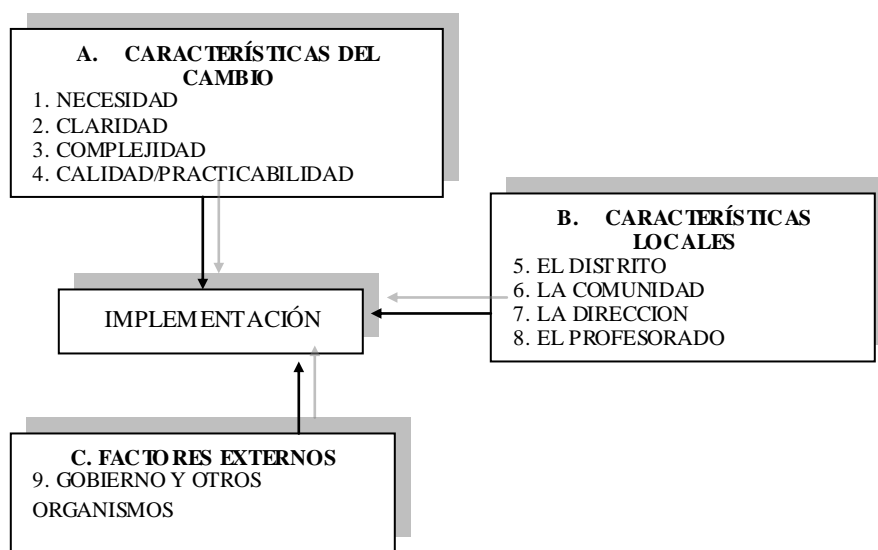 A. CARACTERÍSTICAS DEL
CAMBIO
1. NECESIDAD
2. CLARIDAD
3. COMPLEJIDAD
4. CALIDAD/PRACTICABILIDAD
B. CARACTERÍSTICAS
LOCALES
5. EL DISTRITO
6. LA COMUNIDAD
7. LA DIRECCION
8. EL PROFESORADO
IMPLEMENTACIÓN
C. FACTORES EXTERNOS
9. GOBIERNO Y OTROS
ORGANISMOS